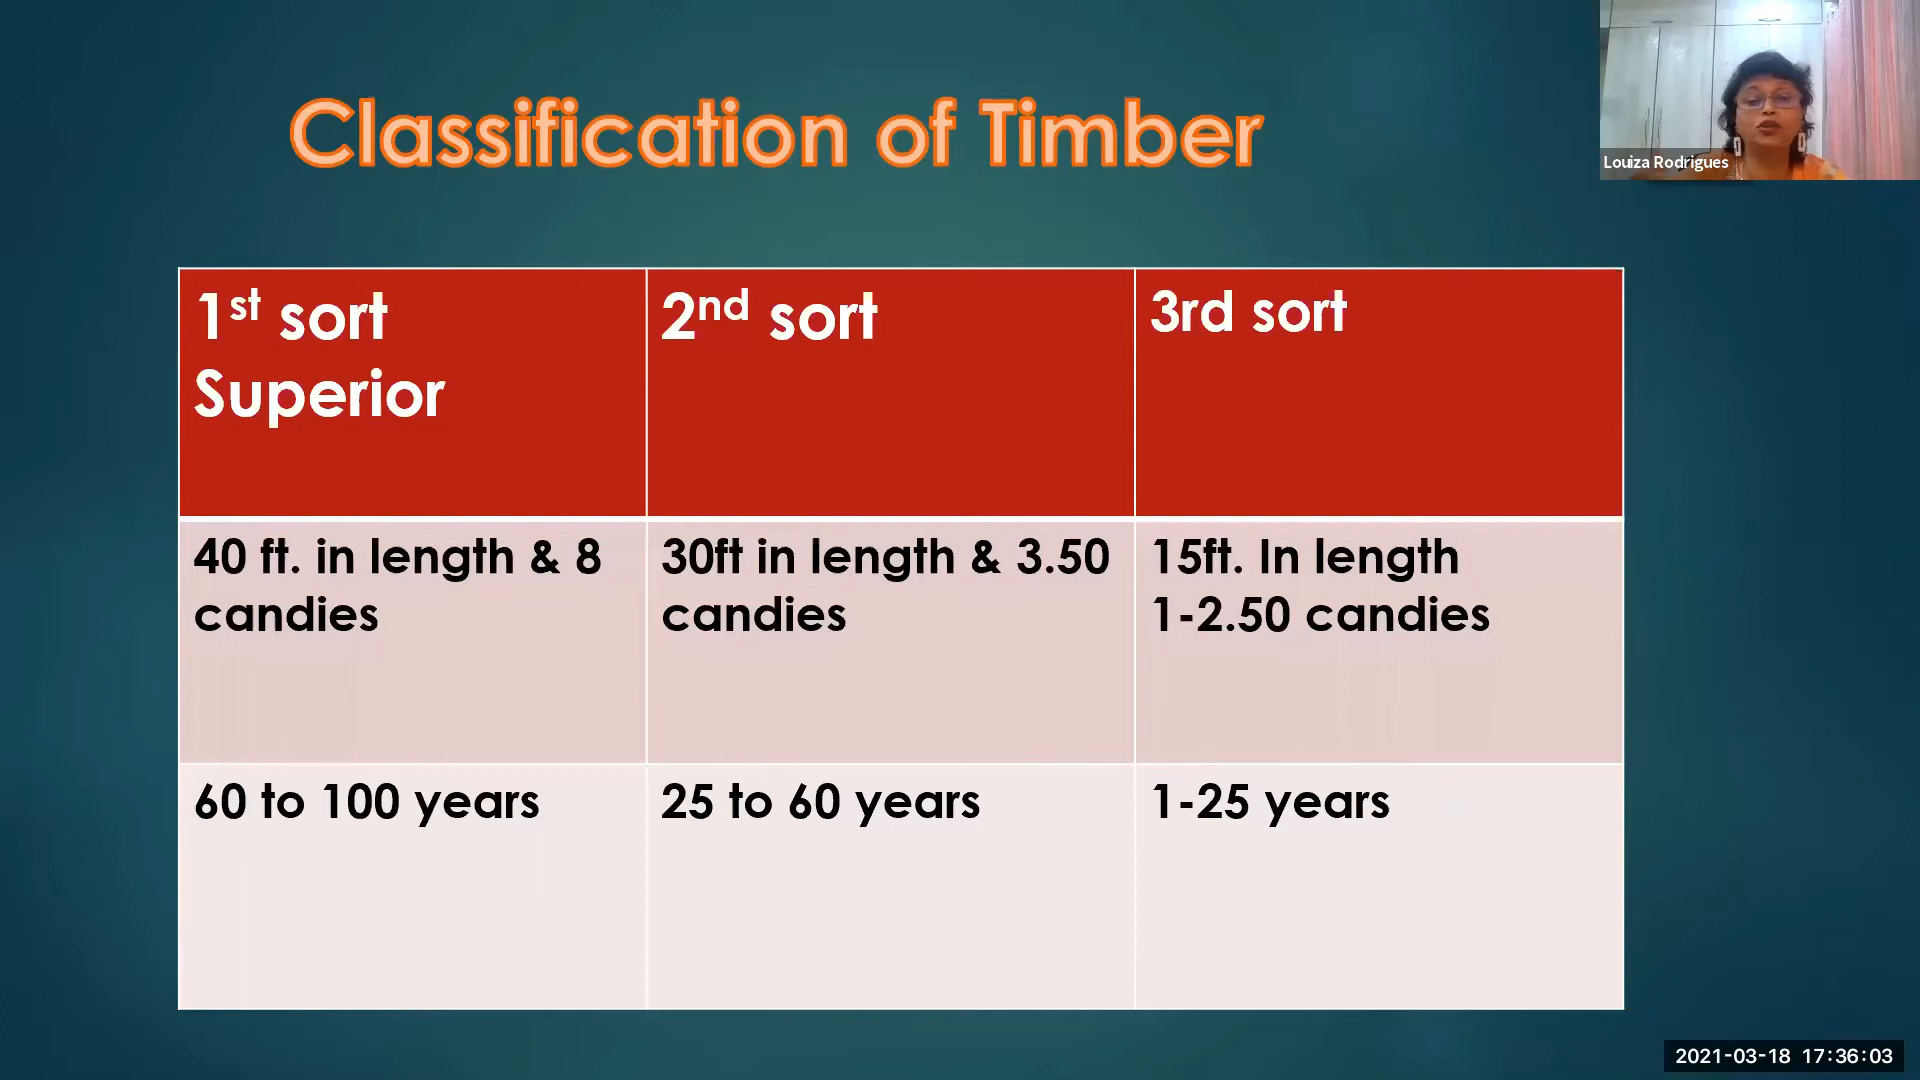 Classification of Timber
Louiza Rodrigues
1st sort
Superior
2nd sort
3rd sort
40 ft. in length & 8
candies
30ft in length & 3.50
candies
15ft. In length
1-2.50 candies
60 to 100 years
25 to 60 years
1-25 years
2021-03-18 17:36:03